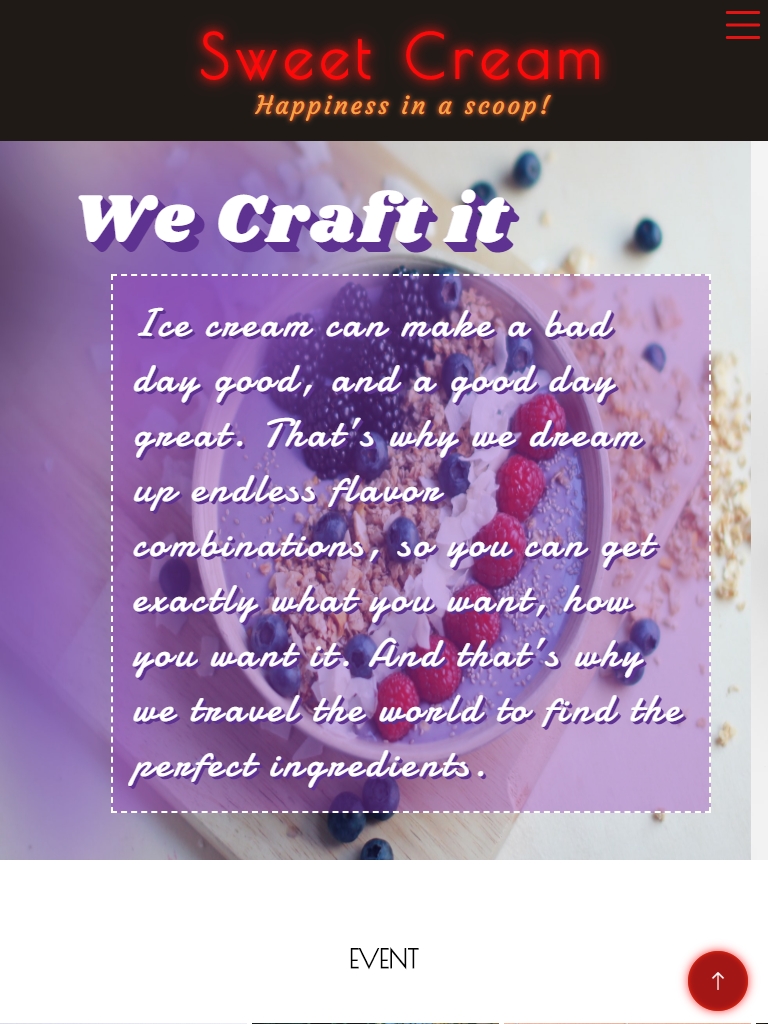 Sweet Cream
Happiness in a scoop!
We Craft it
Ice cream can make a bad
day good, and a good day
great. That's why we dream
up endless flavor
combinations, so you can get
exactly what you want, how
you want it. And that's why
we travel the world to find the
perfect ingredients.
EVENT